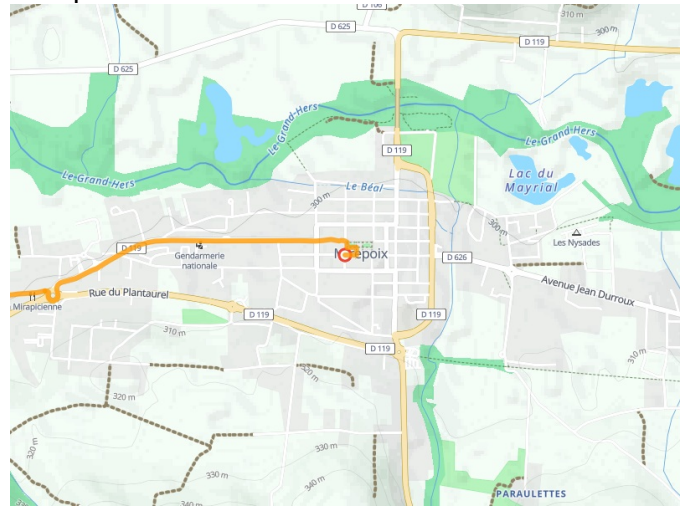 D 106
310 m
300 m
D 119
D 625
D 625
Le Grand-Hers
Le Grand-Hers
D 119
Le Grand-Hers
Lac du
Mayrial
Le Béal
300 m
300 m
D 119
Gendarmerie
nationale
Mirepoix
D 626
Les Nysades
Avenue Jean Durroux
Mirapicienne
Rue du Plantaurel
D 119
D 119
310 m
D 119
310 m
320 m
320 m
320 m
330 m
330 m
340 m
340 m
PARAULETTES